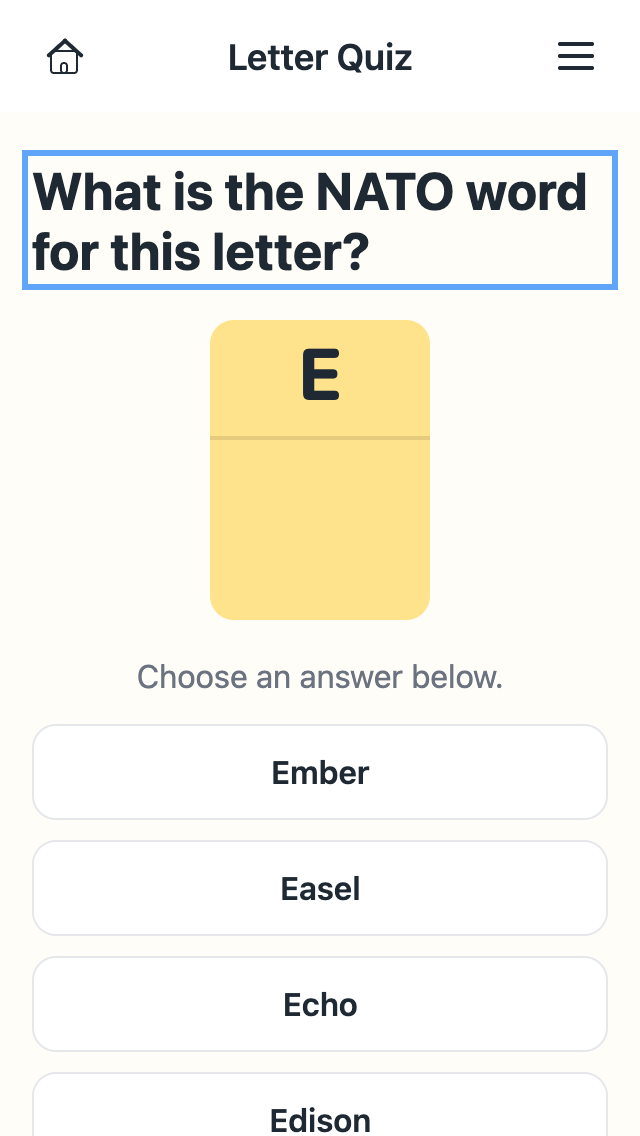 Letter Quiz
What is the NATO word
for this letter?
E
Choose an answer below.
Ember
Easel
Echo
Edison